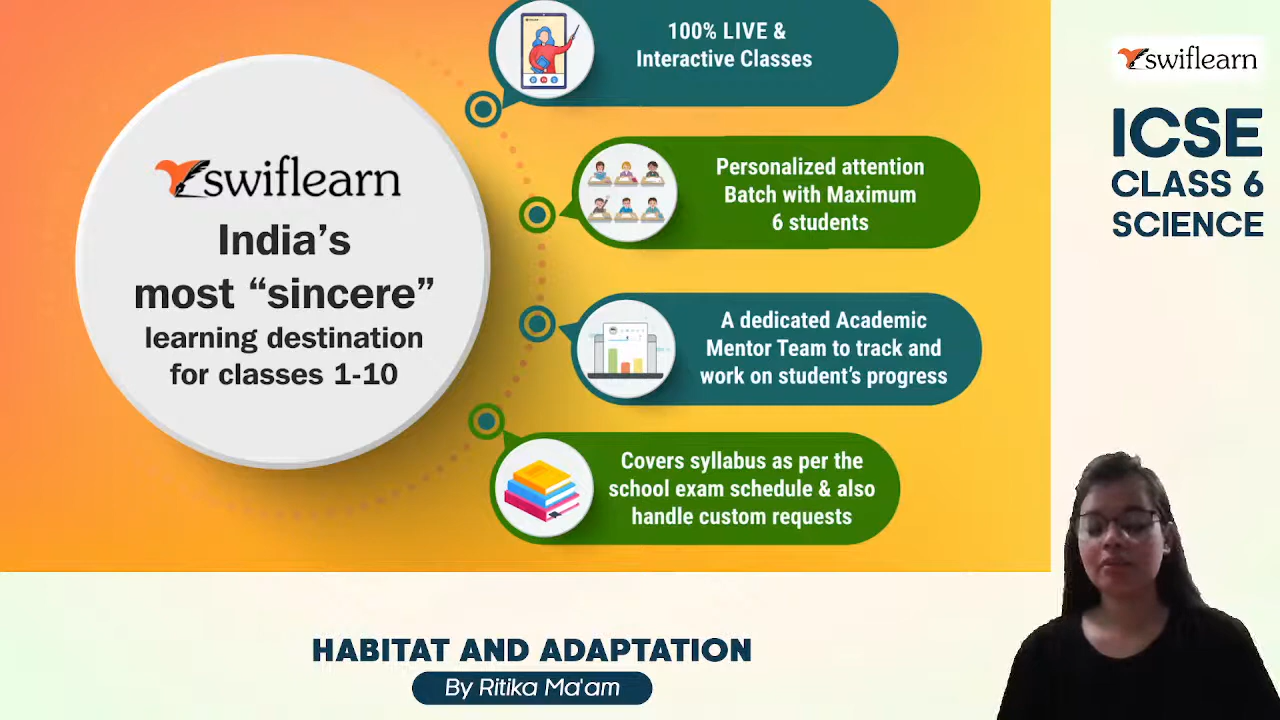 swiflearn
India's
most “sincere”
learning destination
for classes 1-10
100% LIVE &
Interactive Classes
Personalized attention
Batch with Maximum
6 students
A dedicated Academic
Mentor Team to track and
work on student's progress
Covers syllabus as per the
school exam schedule & also
handle custom requests
swiflearn
ICSE
CLASS 6
SCIENCE
HABITAT AND ADAPTATION
By Ritika Ma'am